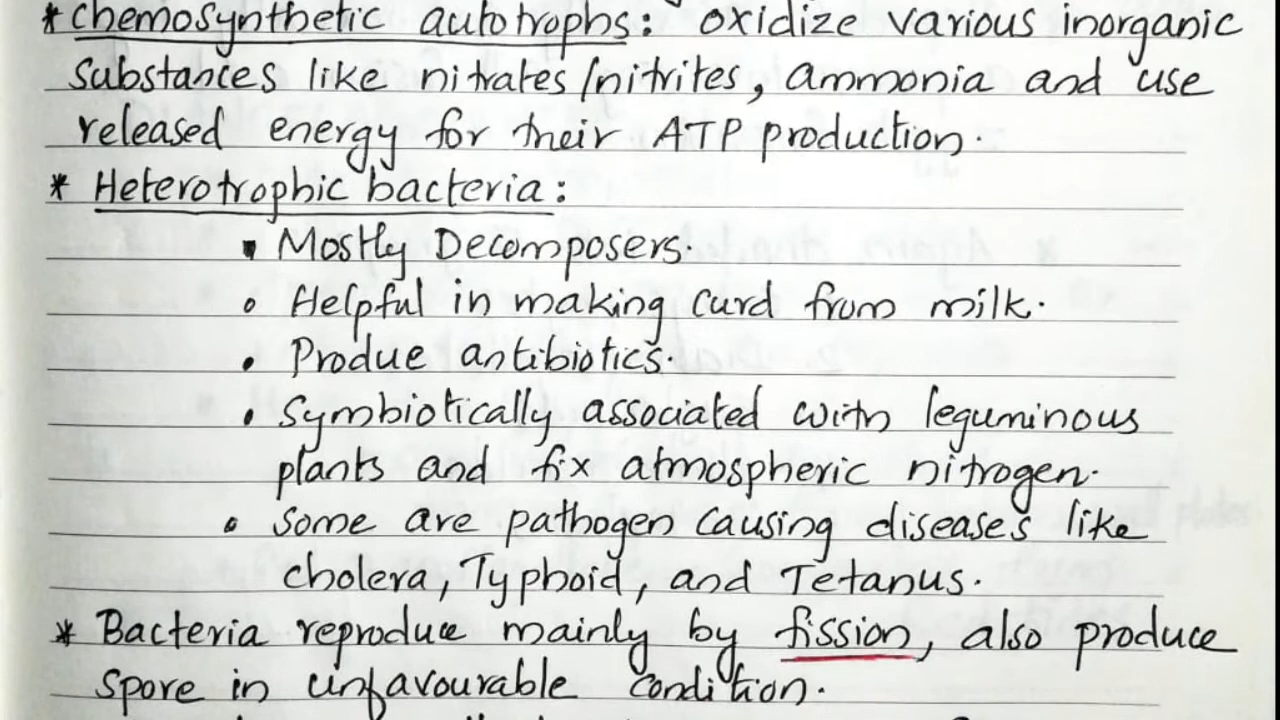 * Chemosynthetic autotrophs: oxidize various inorganic
substances like nitrates/nitrites, ammonia and use
released energy for their ATP production.
* Heterotrophic bacteria:
▪ Mostly Decomposers.
∘ Helpful in making curd from milk.
• Produe antibiotics.
• Symbiotically associated with leguminous
plants and fix atmospheric nitrogen.
∘ Some are pathogen causing diseases like
cholera, Typhoid, and Tetanus.
* Bacteria reproduce mainly by fission, also produce
spore in unfavourable condition.